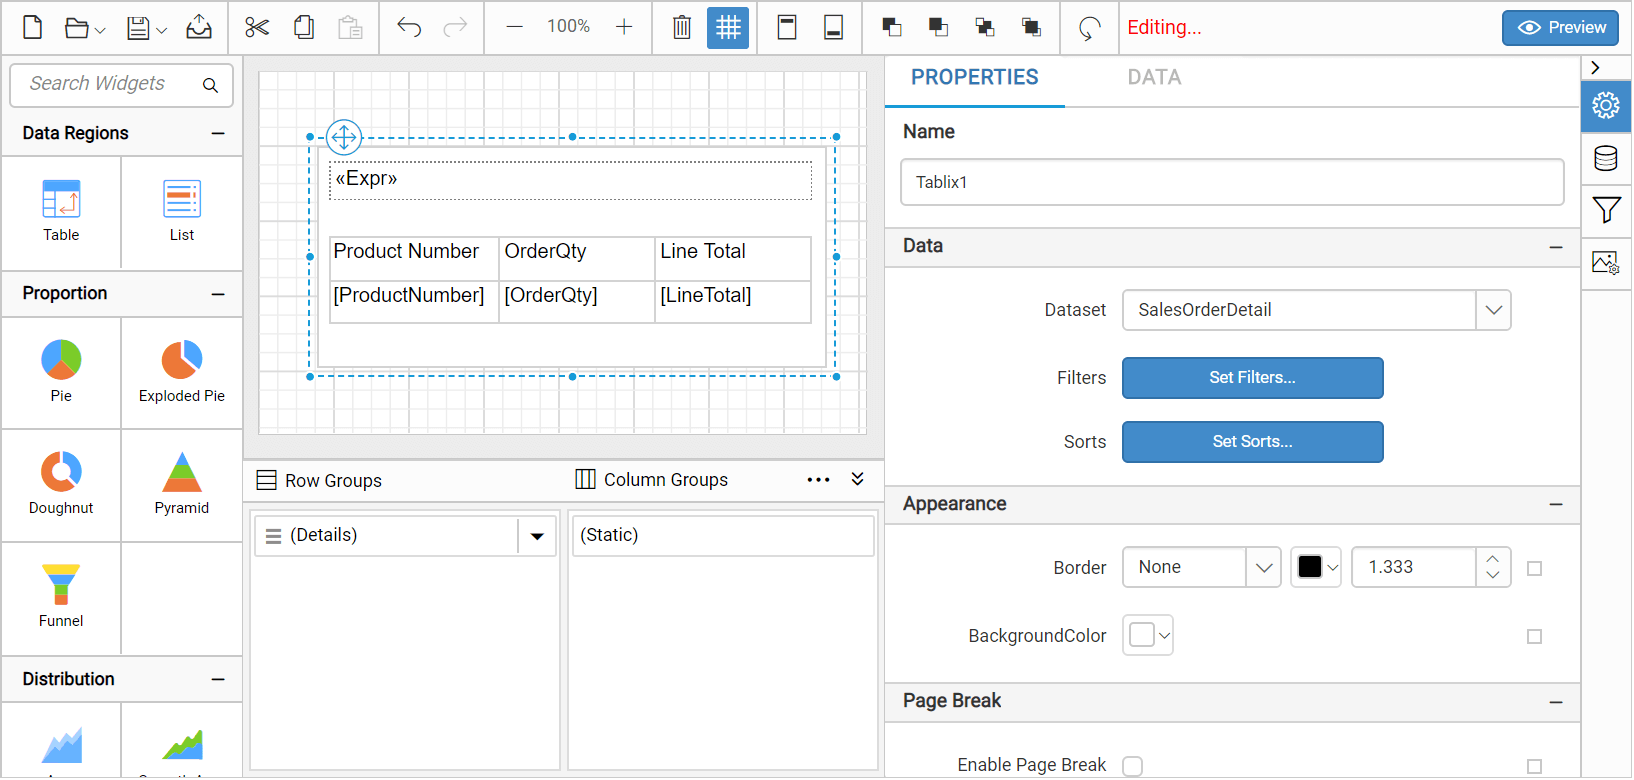 100%
Editing...
Preview
Search Widgets
Data Regions
Table
List
Proportion
Pie
Exploded Pie
Doughnut
Pyramid
Funnel
Distribution
«Expr»
Product Number OrderQty Line Total
[ProductNumber] [OrderQty] [LineTotal]
Row Groups
Column Groups
(Details)
(Static)
PROPERTIES
DATA
Name
Tablix1
Data
Dataset SalesOrderDetail
Filters Set Filters...
Sorts Set Sorts...
Appearance
Border None 1.333
BackgroundColor
Page Break
Enable Page Break